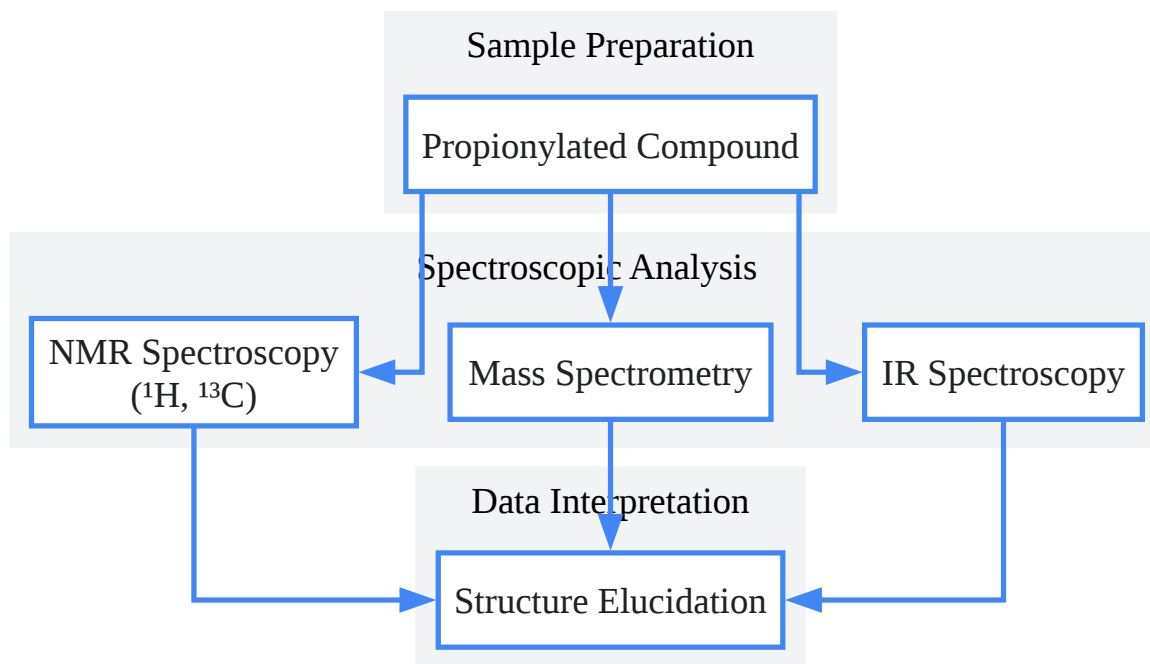 Sample Preparation
Propionylated Compound
Spectroscopic Analysis
NMR Spectroscopy
(¹H, ¹³C)
Mass Spectrometry
IR Spectroscopy
Data Interpretation
Structure Elucidation